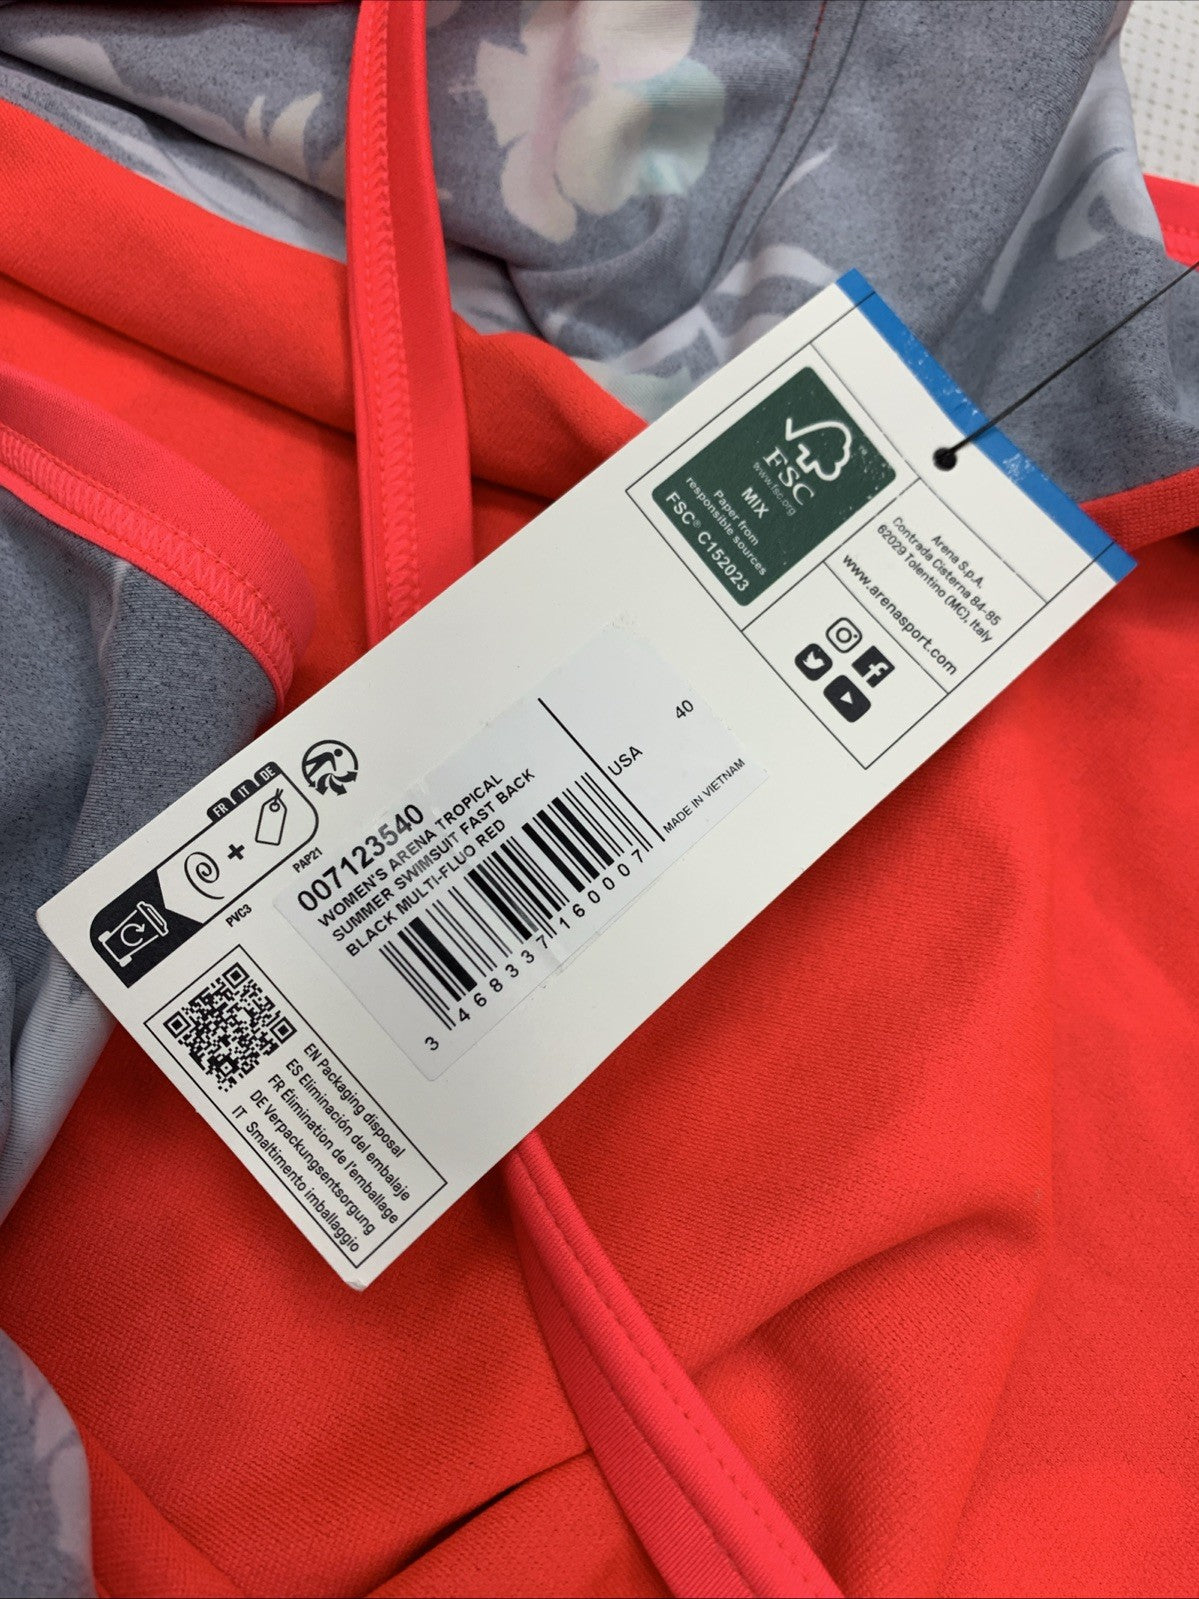 FSC
www.fsc.org
MIX
Paper from
responsible sources
FSC® C152023
Arena S.p.A.
Contrada Cisterna 84-85
62029 Tolentino (MC), Italy
www.arenasport.com
40
USA
MADE IN VIETNAM
007123540
WOMEN'S ARENA TROPICAL
SUMMER SWIMSUIT FAST BACK
BLACK MULTI-FLUO RED
3 468337 160007
FR IT DE
PAP21
PVC3
EN Packaging disposal
ES Eliminación del embalaje
FR Élimination de l'emballage
DE Verpackungsentsorgung
IT Smaltimento imballaggio